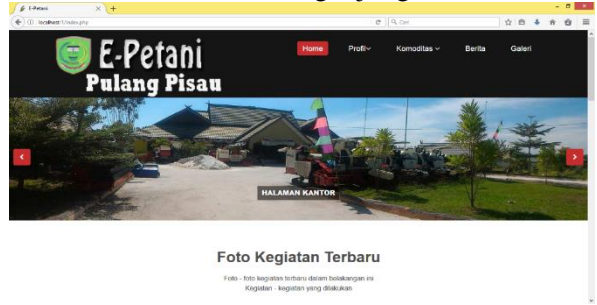 E-Petani
localhost
index.php
Cari
E-Petani
Pulang Pisau
Home
Profil
Komoditas
Berita
Galeri
HALAMAN KANTOR
Foto Kegiatan Terbaru
Foto - foto kegiatan terbaru dalam belakangan ini
Kegiatan - kegiatan yang dilakukan